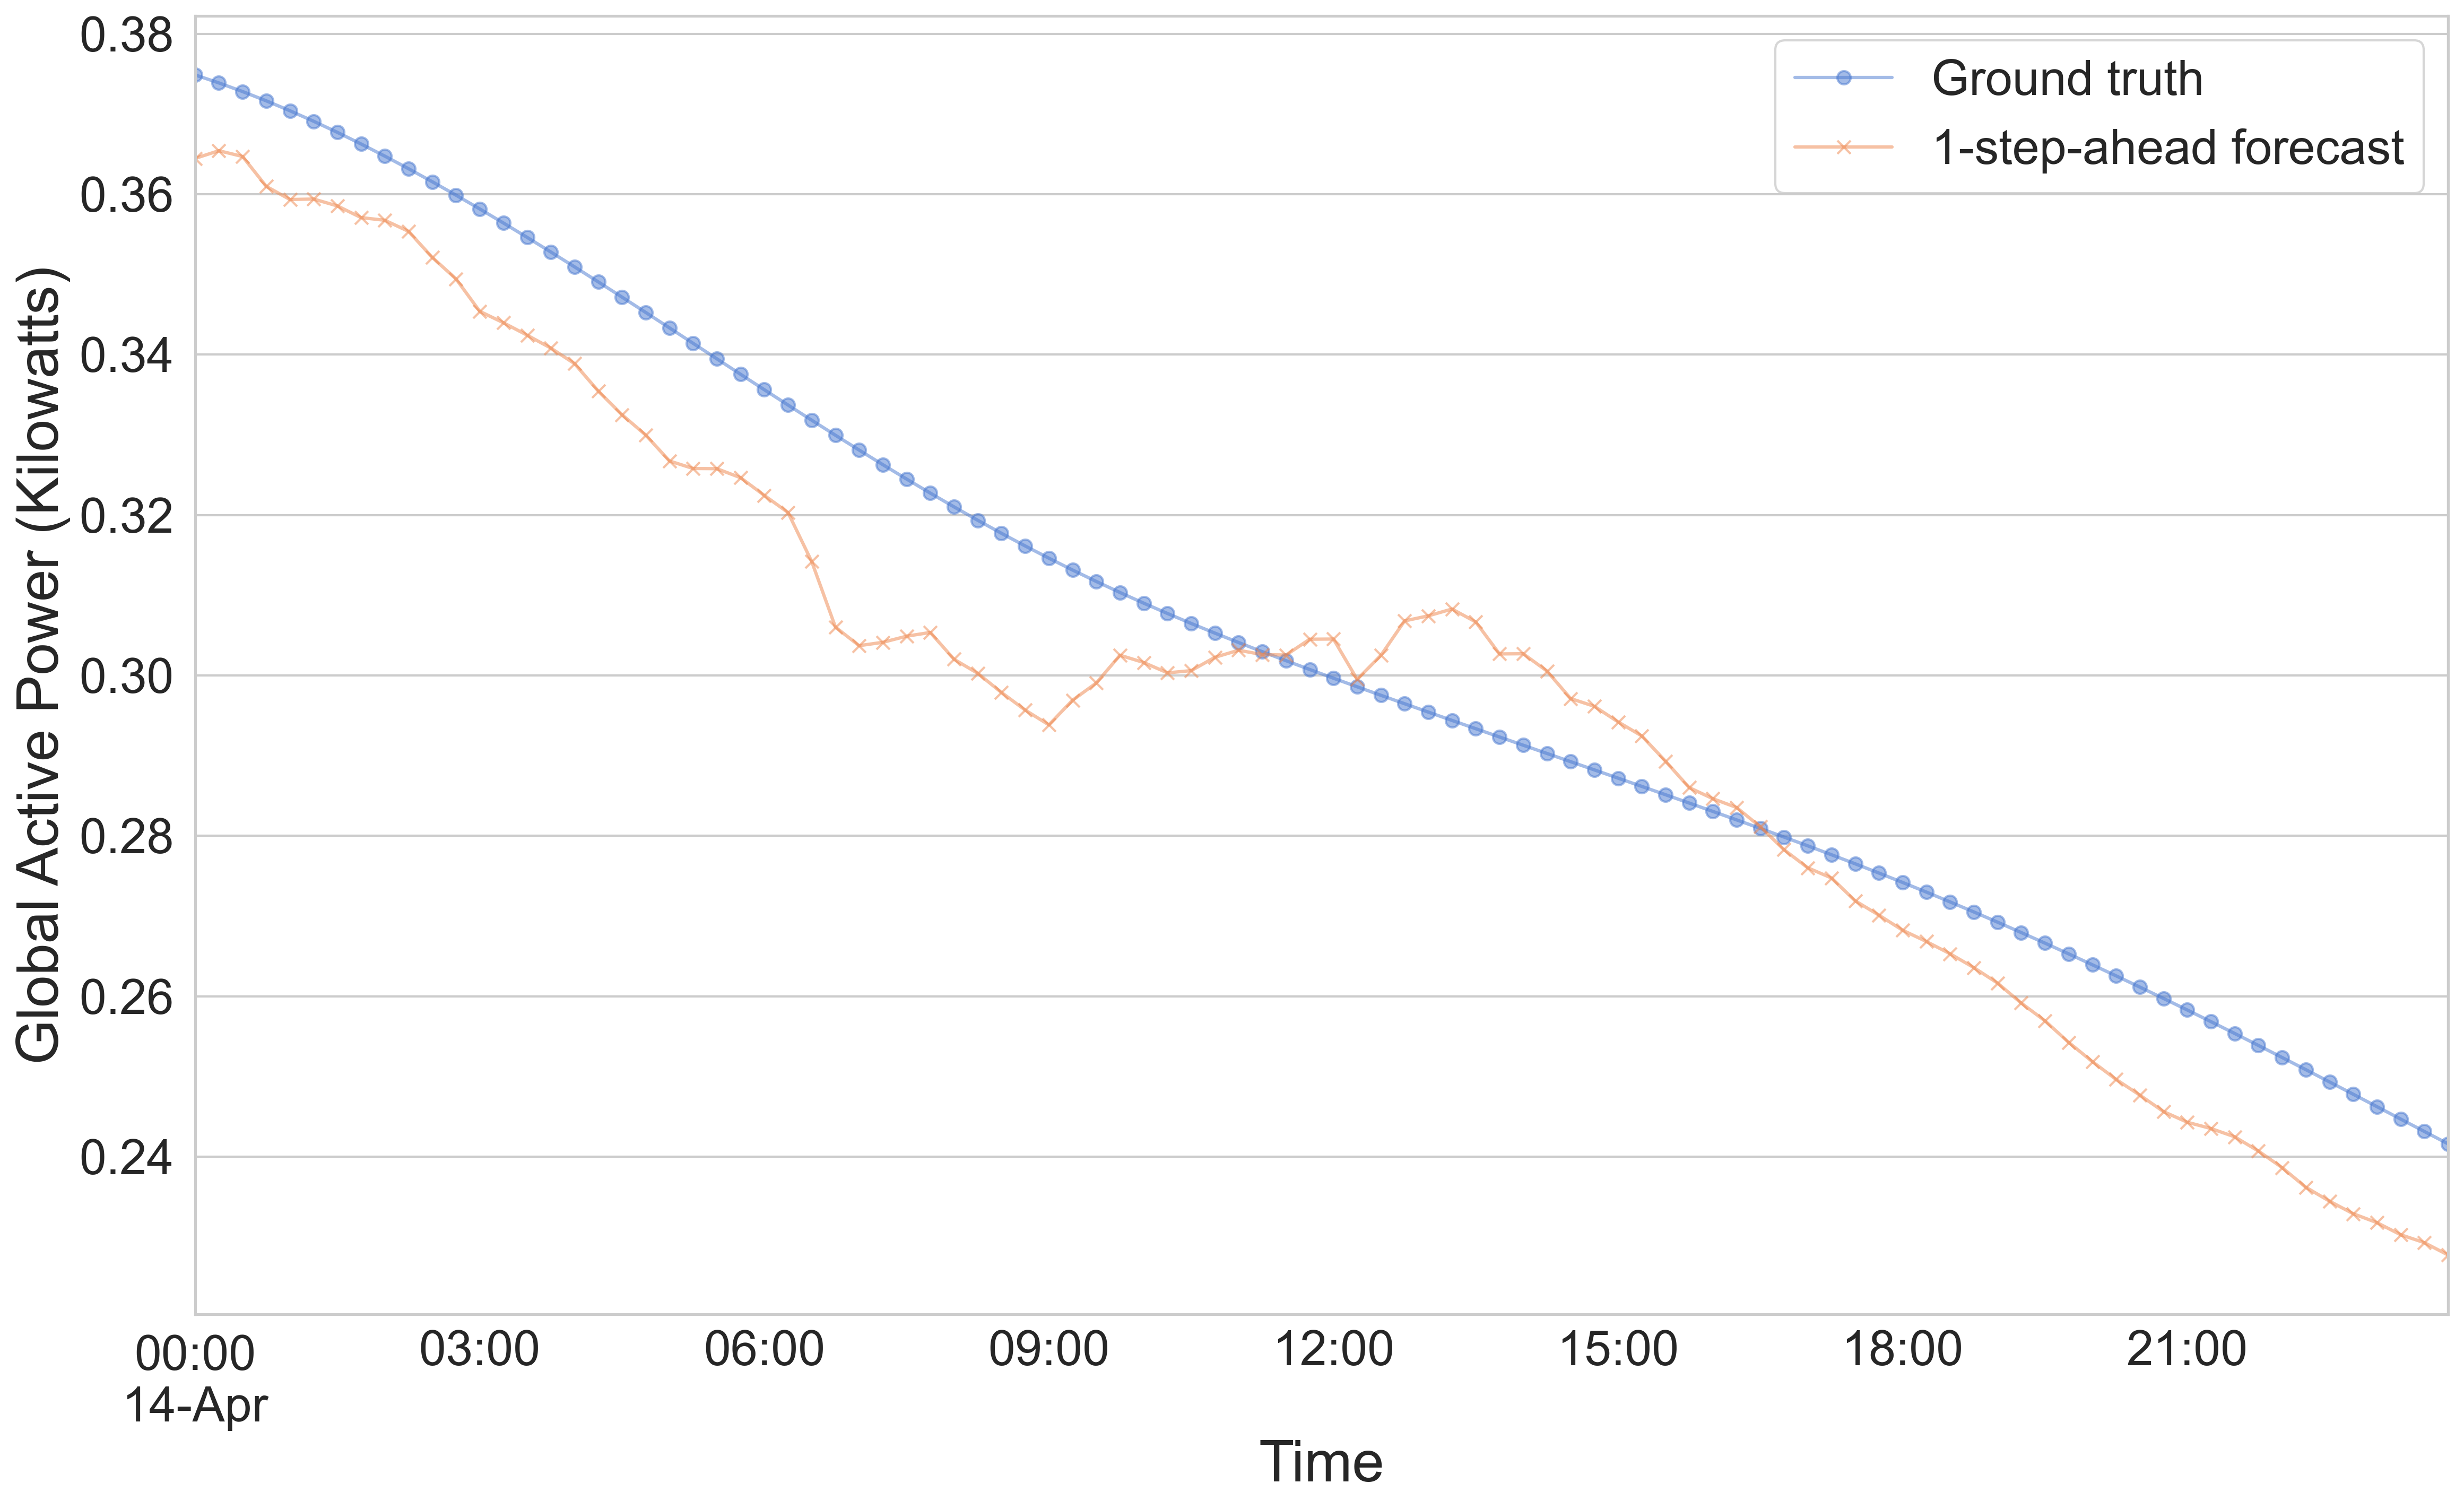 0.38
0.36
0.34
0.32
0.30
0.28
0.26
0.24
Global Active Power (Kilowatts)
Ground truth
1-step-ahead forecast
00:00 03:00 06:00 09:00 12:00 15:00 18:00 21:00
14-Apr
Time